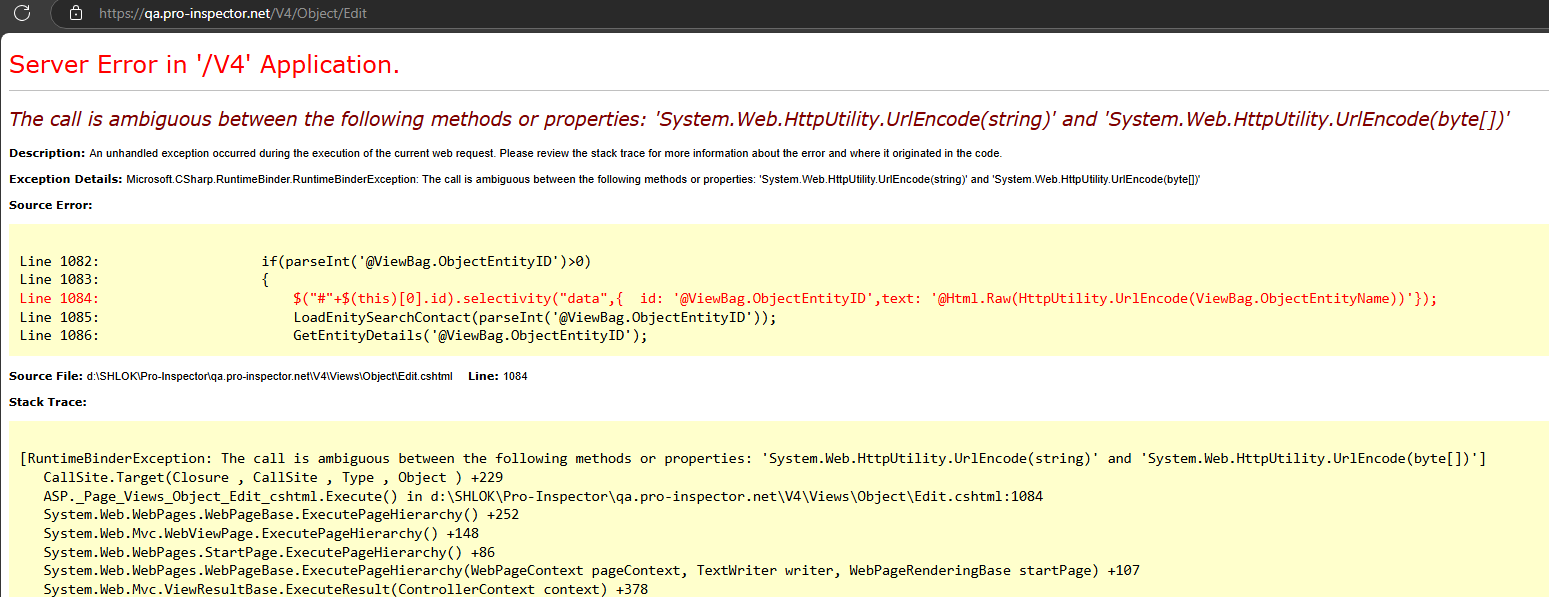 https://qa.pro-inspector.net/V4/Object/Edit
Server Error in '/V4' Application.
The call is ambiguous between the following methods or properties: 'System.Web.HttpUtility.UrlEncode(string)' and 'System.Web.HttpUtility.UrlEncode(byte[])'
Description: An unhandled exception occurred during the execution of the current web request. Please review the stack trace for more information about the error and where it originated in the code.
Exception Details: Microsoft.CSharp.RuntimeBinder.RuntimeBinderException: The call is ambiguous between the following methods or properties: 'System.Web.HttpUtility.UrlEncode(string)' and 'System.Web.HttpUtility.UrlEncode(byte[])'
Source Error:
Line 1082:                    if(parseInt('@ViewBag.ObjectEntityID')>0)
Line 1083:                    {
Line 1084:                        $("#"+$(this)[0].id).selectivity("data",{  id: '@ViewBag.ObjectEntityID',text: '@Html.Raw(HttpUtility.UrlEncode(ViewBag.ObjectEntityName))'});
Line 1085:                        LoadEnitySearchContact(parseInt('@ViewBag.ObjectEntityID'));
Line 1086:                        GetEntityDetails('@ViewBag.ObjectEntityID');
Source File: d:\SHLOK\Pro-Inspector\qa.pro-inspector.net\V4\Views\Object\Edit.cshtml    Line: 1084
Stack Trace:
[RuntimeBinderException: The call is ambiguous between the following methods or properties: 'System.Web.HttpUtility.UrlEncode(string)' and 'System.Web.HttpUtility.UrlEncode(byte[])']
   CallSite.Target(Closure , CallSite , Type , Object ) +229
   ASP._Page_Views_Object_Edit_cshtml.Execute() in d:\SHLOK\Pro-Inspector\qa.pro-inspector.net\V4\Views\Object\Edit.cshtml:1084
   System.Web.WebPages.WebPageBase.ExecutePageHierarchy() +252
   System.Web.Mvc.WebViewPage.ExecutePageHierarchy() +148
   System.Web.WebPages.StartPage.ExecutePageHierarchy() +86
   System.Web.WebPages.WebPageBase.ExecutePageHierarchy(WebPageContext pageContext, TextWriter writer, WebPageRenderingBase startPage) +107
   System.Web.Mvc.ViewResultBase.ExecuteResult(ControllerContext context) +378